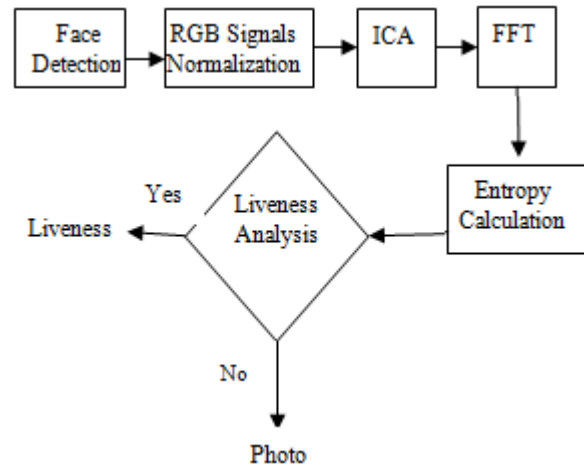 Face
Detection
RGB Signals
Normalization
ICA
FFT
Entropy
Calculation
Liveness
Analysis
Yes
Liveness
No
Photo